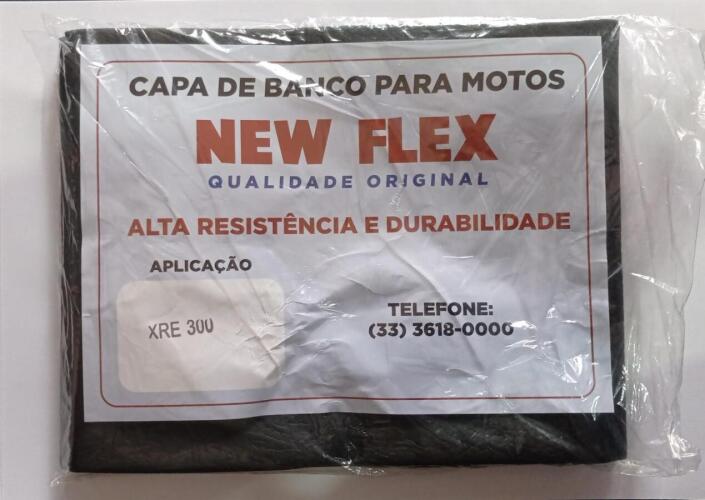 CAPA DE BANCO PARA MOTOS
NEW FLEX
QUALIDADE ORIGINAL
ALTA RESISTÊNCIA E DURABILIDADE
APLICAÇÃO
XRE 300
TELEFONE:
(33) 3618-0000